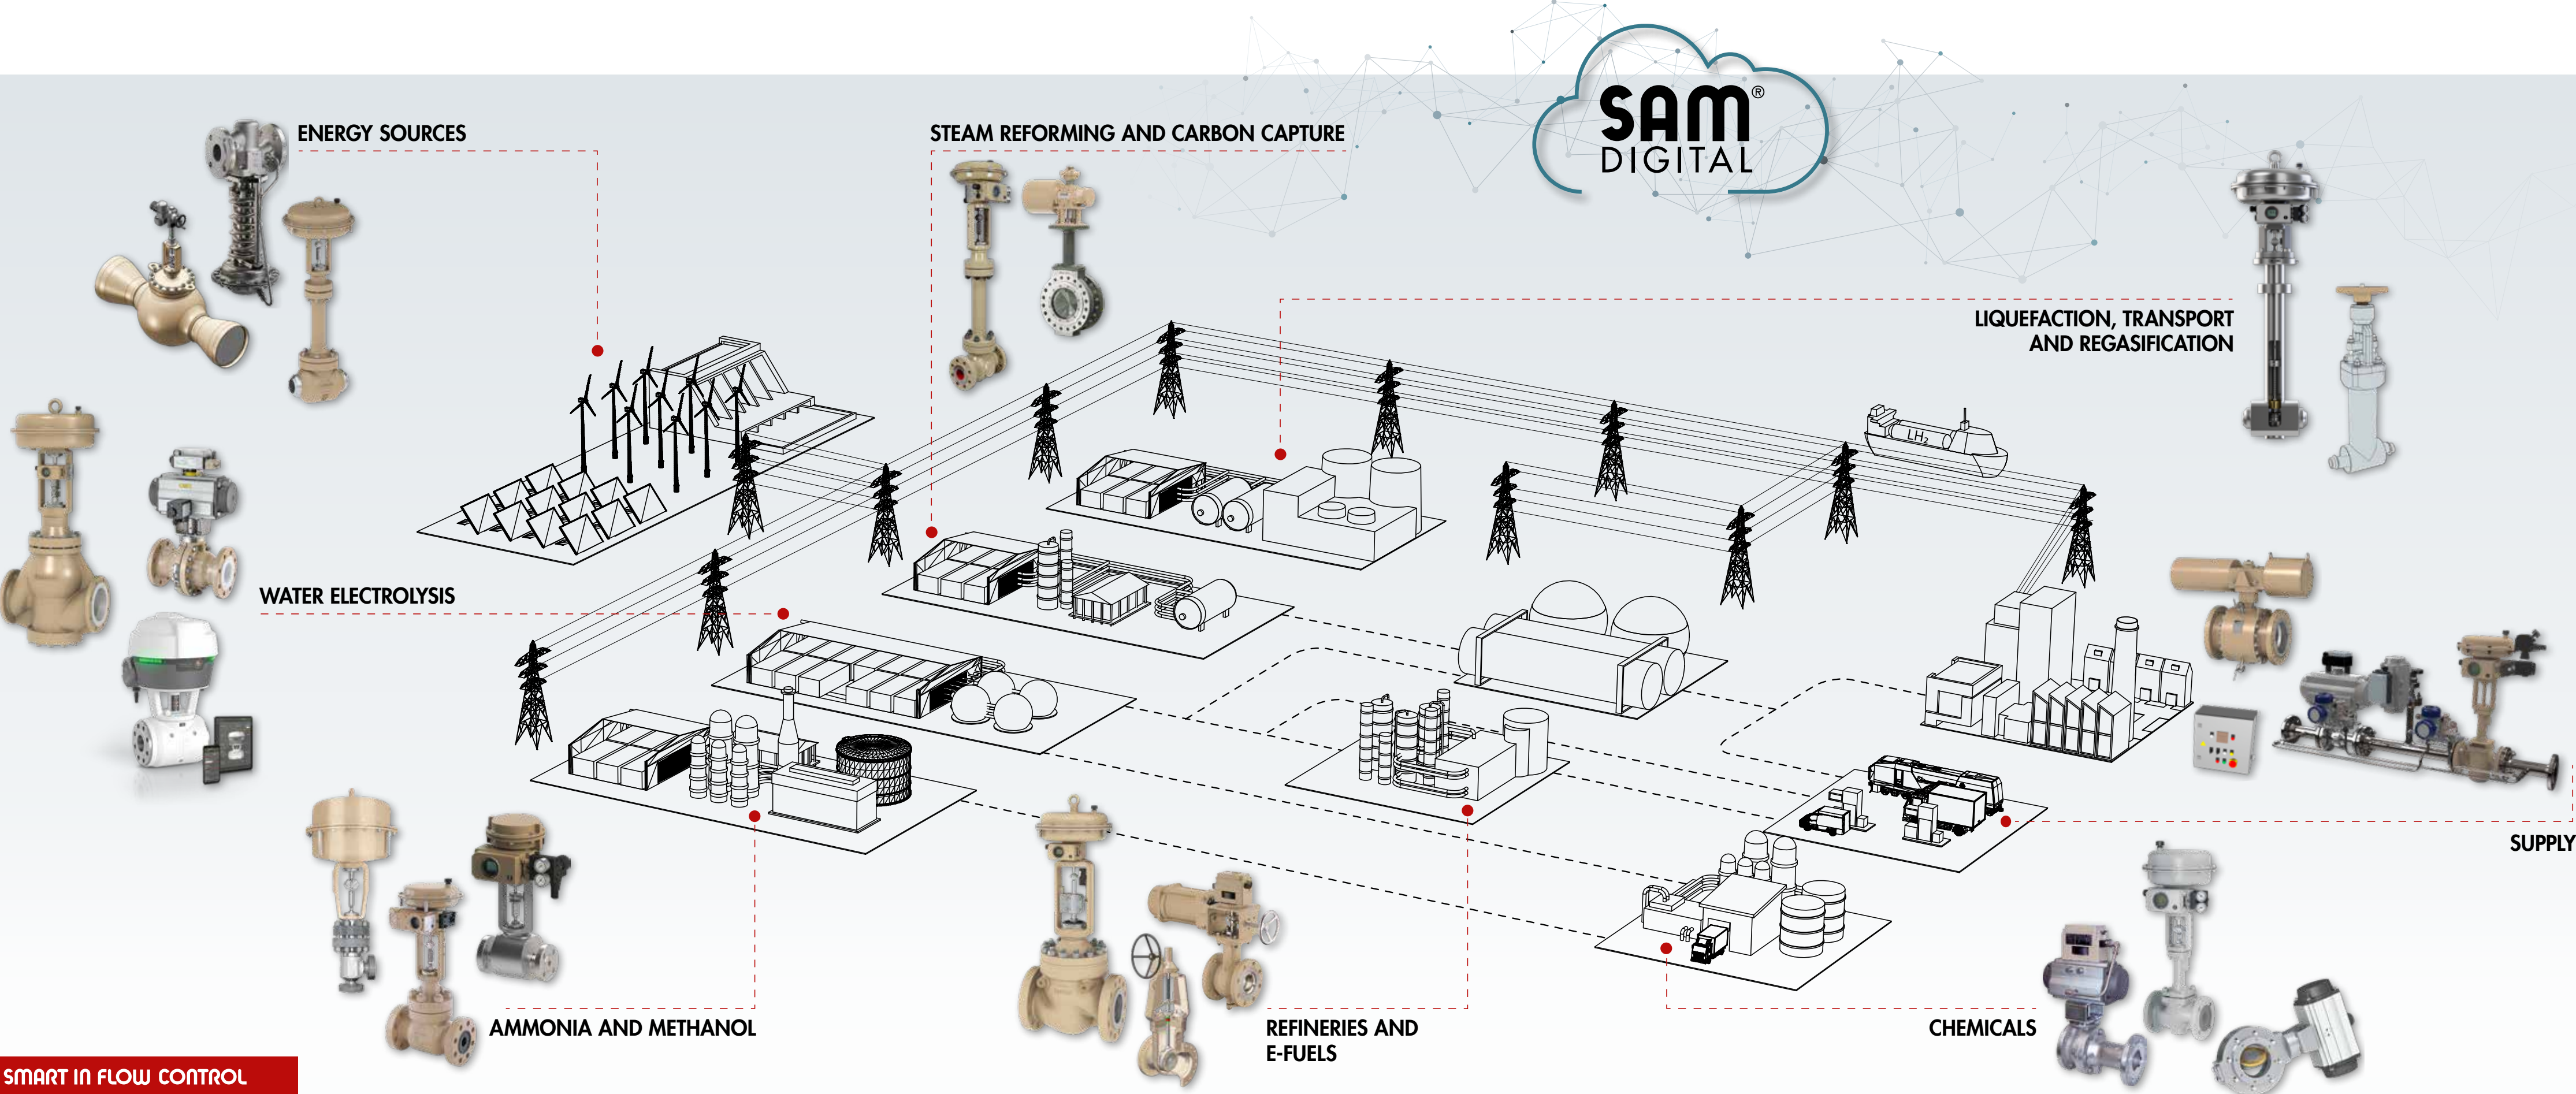 SAM®
DIGITAL
ENERGY SOURCES
STEAM REFORMING AND CARBON CAPTURE
LIQUEFACTION, TRANSPORT
AND REGASIFICATION
LH₂
WATER ELECTROLYSIS
SUPPLY
AMMONIA AND METHANOL
REFINERIES AND
E-FUELS
CHEMICALS
SMART IN FLOW CONTROL